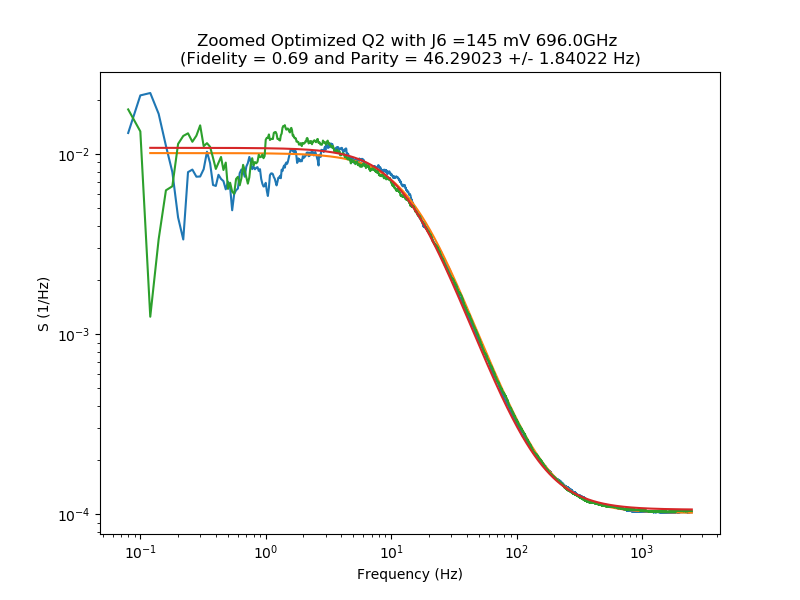 Zoomed Optimized Q2 with J6 =145 mV 696.0GHz
(Fidelity = 0.69 and Parity = 46.29023 +/- 1.84022 Hz)
S (1/Hz)
10⁻²
10⁻³
10⁻⁴
10⁻¹ 10⁰ 10¹ 10² 10³
Frequency (Hz)